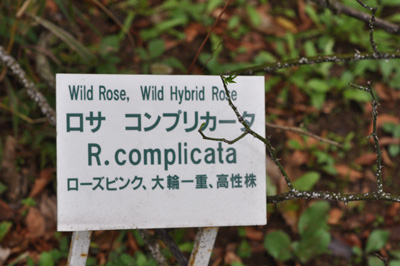 Wild Rose, Wild Hybrid Rose
ロサ コンプリカータ
R. complicata
ローズピンク、大輪一重、高性株